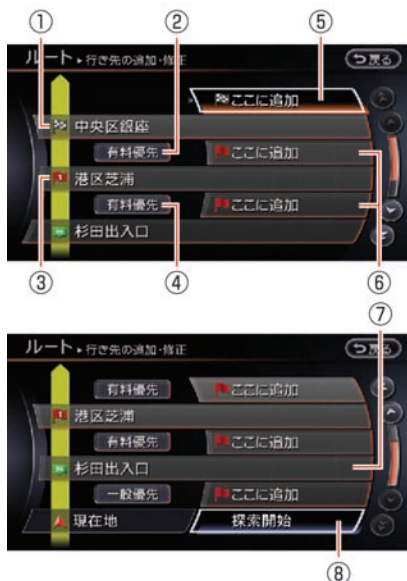 ① ② ⑤
ルート ▸ 行き先の追加・修正 戻る
ここに追加
中央区銀座
有料優先 ここに追加
1 港区芝浦
有料優先 ここに追加
杉田出入口
③ ④ ⑥
⑦
ルート ▸ 行き先の追加・修正 戻る
有料優先 ここに追加
1 港区芝浦
有料優先 ここに追加
杉田出入口
一般優先 ここに追加
現在地 探索開始
⑧